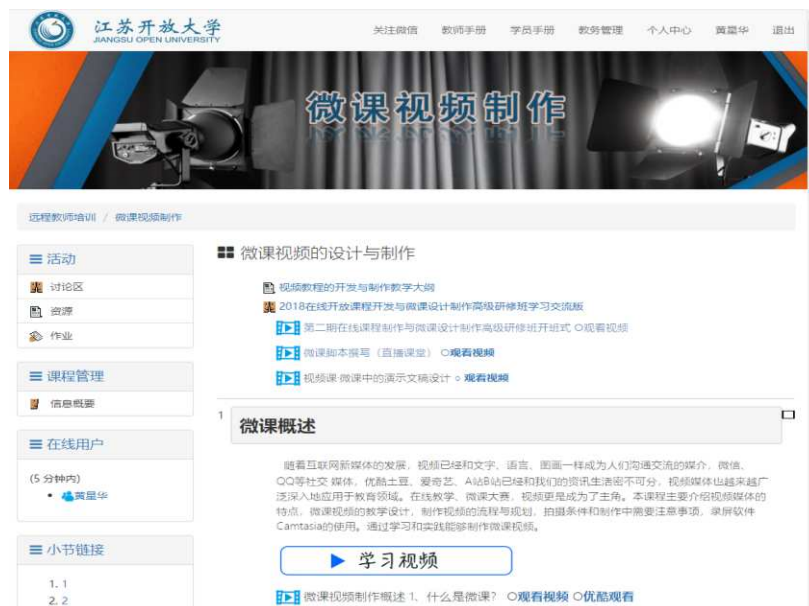 江苏开放大学
JIANGSU OPEN UNIVERSITY
关注微信 教师手册 学员手册 教务管理 个人中心 黄星华 退出
微课视频制作
远程教师培训 / 微课视频制作
活动
讨论区
资源
作业
课程管理
信息概要
在线用户
(5 分钟内)
黄星华
小节链接
1. 1
2. 2
微课视频的设计与制作
视频教程的开发与制作教学大纲
2018在线开放课程开发与微课设计制作高级研修班学习交流版
第二期在线课程制作与微课设计制作高级研修班开班式 O观看视频
微课脚本撰写（直播课堂） O观看视频
视频课·微课中的演示文稿设计 ○ 观看视频
1
微课概述
随着互联网新媒体的发展，视频已经和文字、语言、图画一样成为人们沟通交流的媒介，微信、
QQ等社交 媒体，优酷土豆、爱奇艺、A站B站已经和我们的资讯生活密不可分，视频媒体也越来越广
泛深入地应用于教育领域。在线教学、微课大赛，视频更是成为了主角。本课程主要介绍视频媒体的
特点，微课视频的教学设计，制作视频的流程与规划，拍摄条件和制作中需要注意事项，录屏软件
Camtasia的使用。通过学习和实践能够制作微课视频。
学习视频
微课视频制作概述 1、什么是微课？ O观看视频 O优酷观看